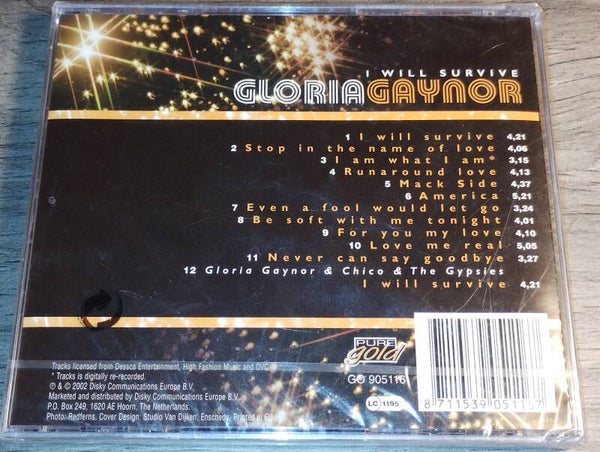 I WILL SURVIVE
GLORIA GAYNOR
1 I will survive 4,21
2 Stop in the name of love 4,06
3 I am what I am* 3,15
4 Runaround love 4,13
5 Mack Side 4,37
6 America 5,21
7 Even a fool would let go 3,24
8 Be soft with me tonight 4,01
9 For you my love 4,10
10 Love me real 5,05
11 Never can say goodbye 3,27
12 Gloria Gaynor & Chico & The Gypsies
I will survive 4,21
PURE
gold
GO 905116
LC 1195
8 711539 051127
Tracks licensed from Dessca Entertainment, High Fashion Music and OVC
* Tracks is digitally re-recorded.
℗ & © 2002 Disky Communications Europe B.V.
Marketed and distributed by Disky Communications Europe B.V.
P.O. Box 249, 1620 AE Hoorn, The Netherlands.
Photo: Redferns. Cover Design: Studio Van Dijken, Enschede. Printed in EU